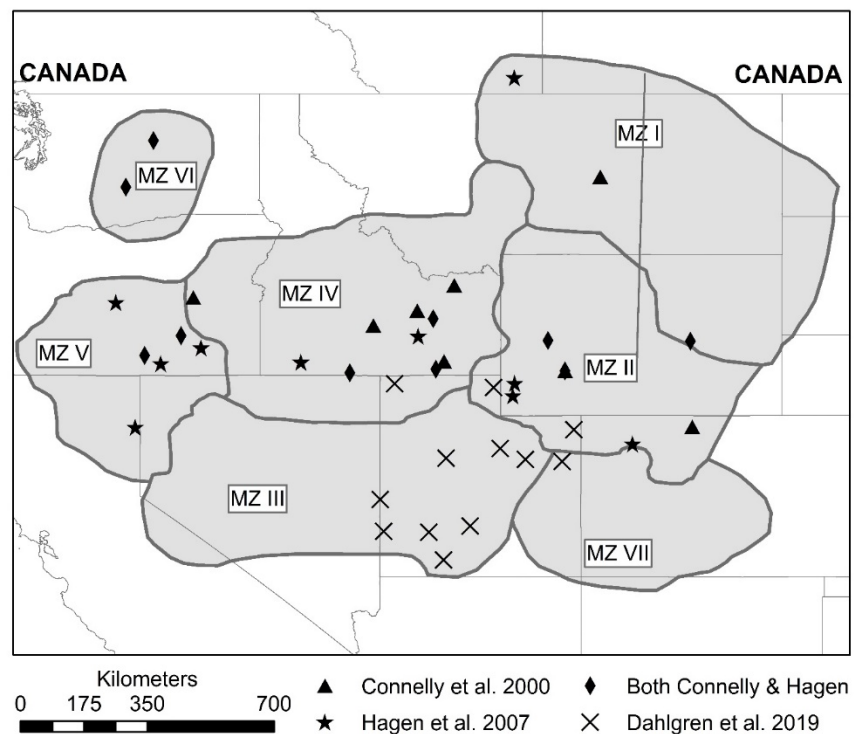 CANADA
CANADA
MZ I
MZ VI
MZ IV
MZ V
MZ II
MZ III
MZ VII
Kilometers
0 175 350 700
Connelly et al. 2000
Both Connelly & Hagen
Hagen et al. 2007
Dahlgren et al. 2019